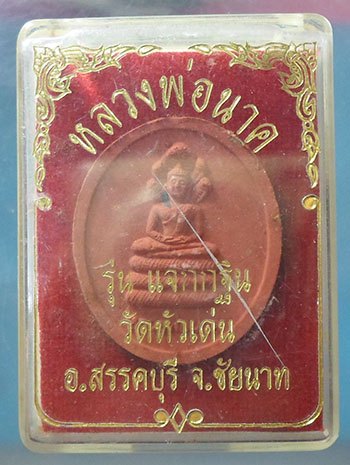 หลวงพ่อนาค
รุ่น แจกกฐิน
วัดหัวเด่น
อ.สรรคบุรี จ.ชัยนาท